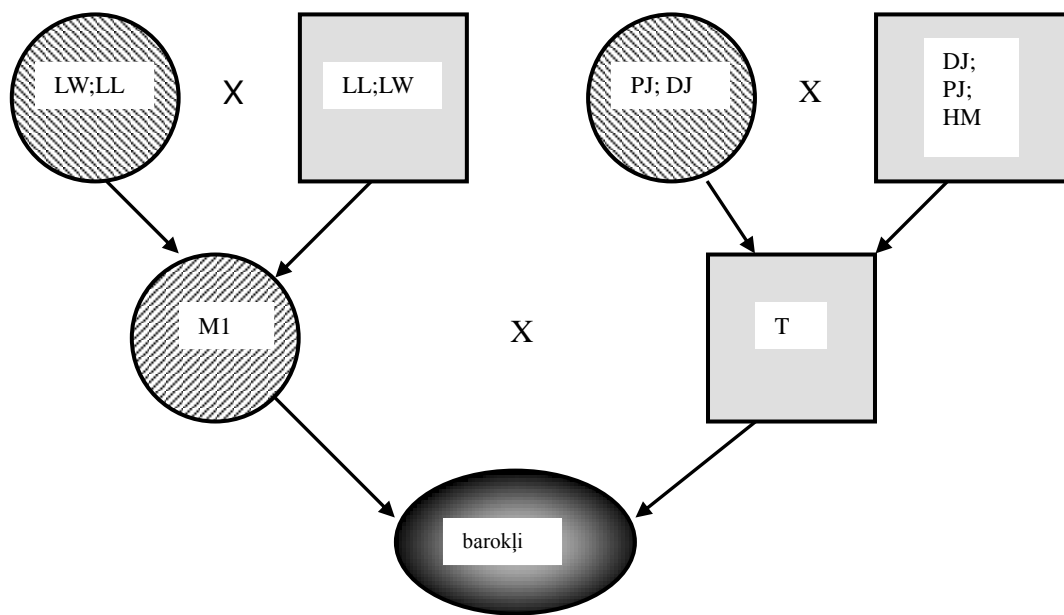 LW;LL
X
LL;LW
PJ; DJ
X
DJ;
PJ;
HM
M1
X
T
barokļi